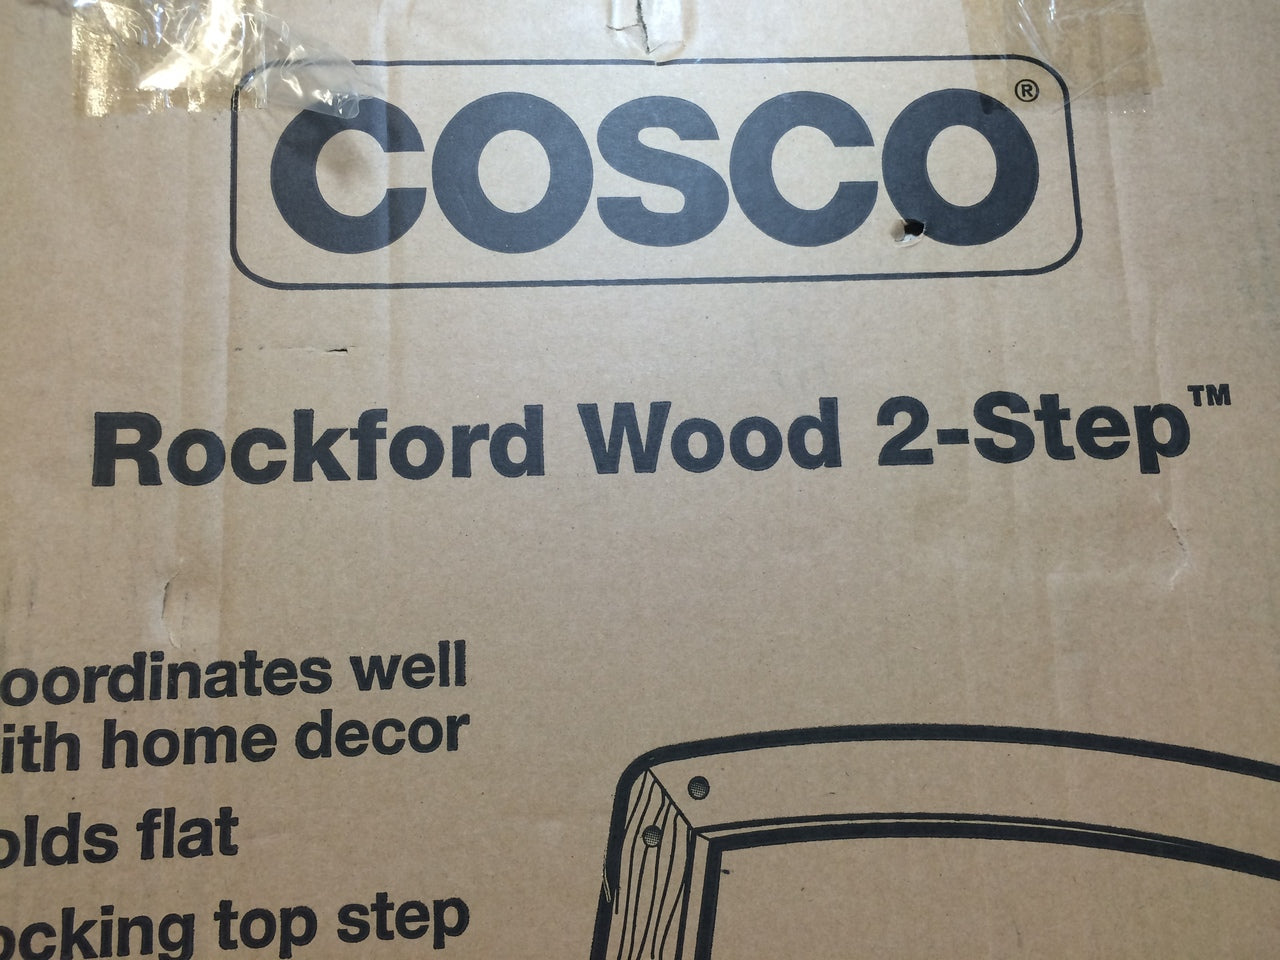 COSCO®
Rockford Wood 2-Step™
oordinates well
ith home decor
olds flat
ocking top step